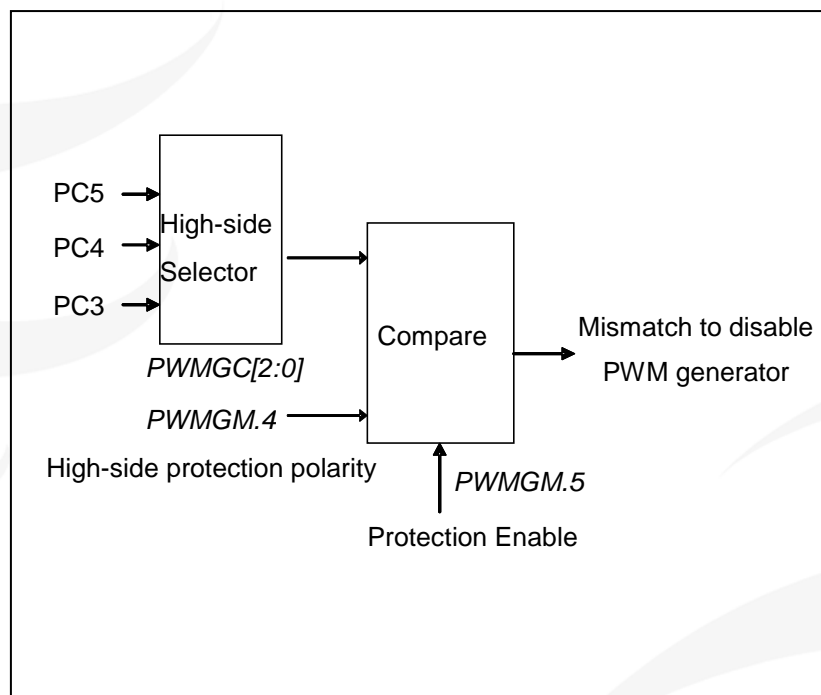 PC5
PC4
PC3
High-side
Selector
PWMGC[2:0]
PWMGM.4
High-side protection polarity
Compare
PWMGM.5
Protection Enable
Mismatch to disable
PWM generator